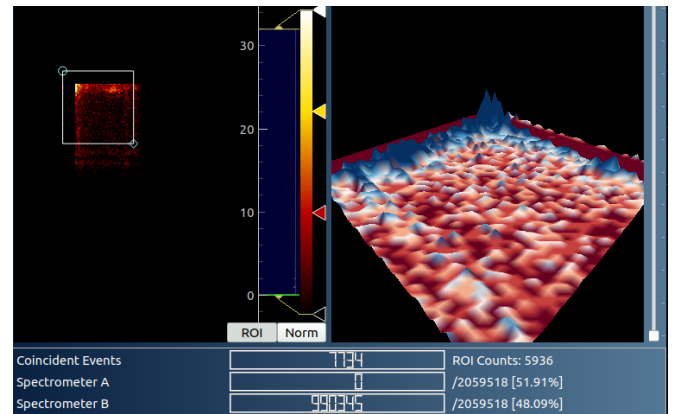 30
20
10
0
ROI Norm
Coincident Events 7734 ROI Counts: 5936
Spectrometer A 0 /2059518 [51.91%]
Spectrometer B 990345 /2059518 [48.09%]